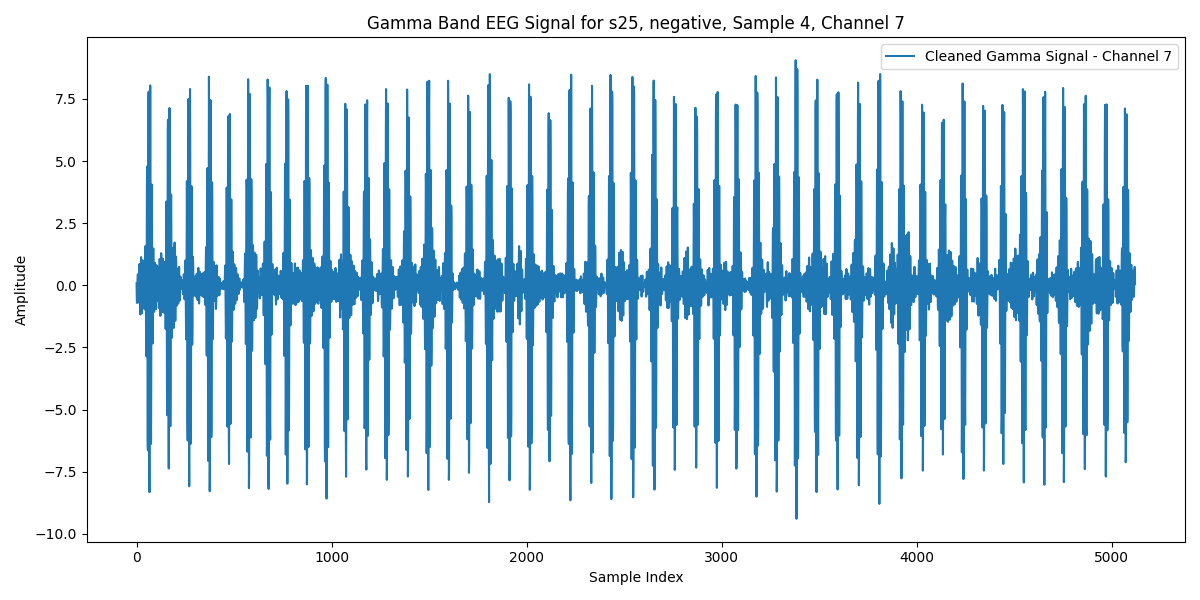 Gamma Band EEG Signal for s25, negative, Sample 4, Channel 7
Cleaned Gamma Signal - Channel 7
7.5
5.0
2.5
0.0
−2.5
−5.0
−7.5
−10.0
Amplitude
0 1000 2000 3000 4000 5000
Sample Index